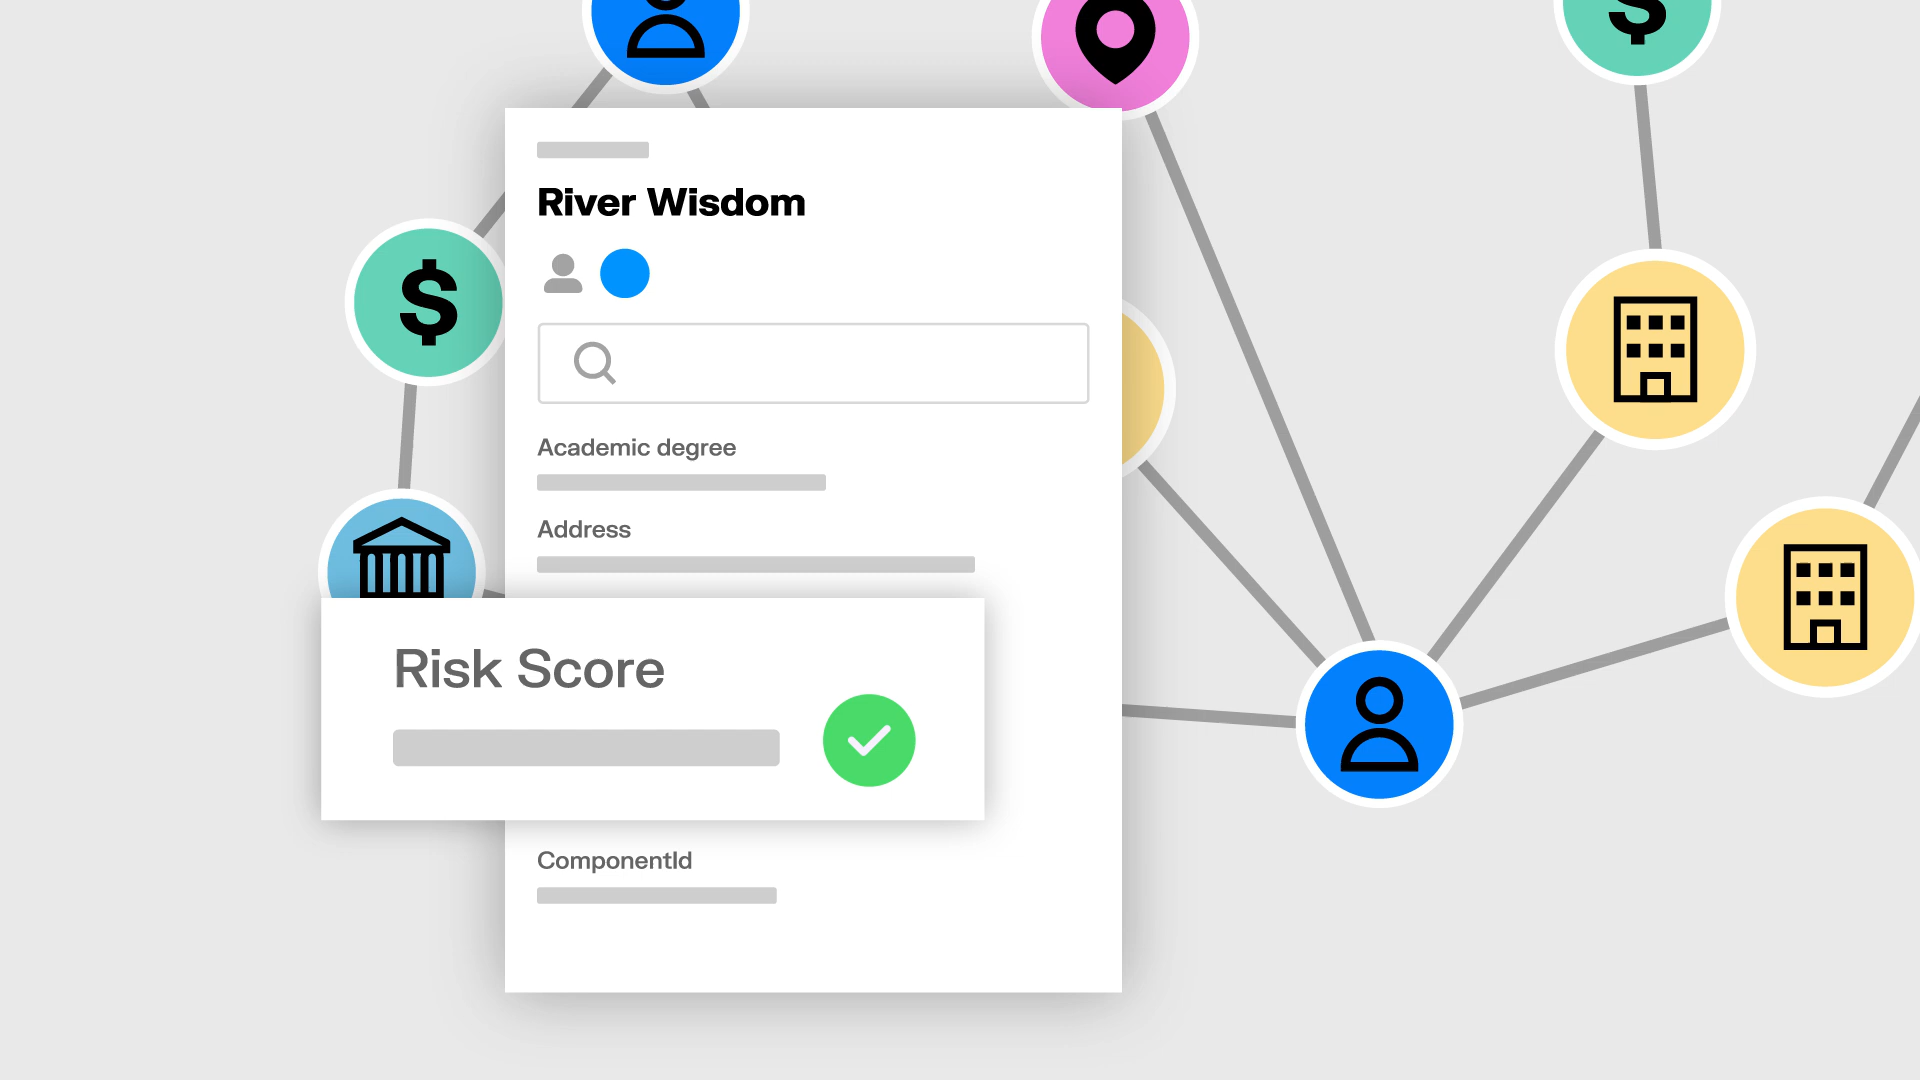 River Wisdom
Academic degree
Address
Risk Score
ComponentId